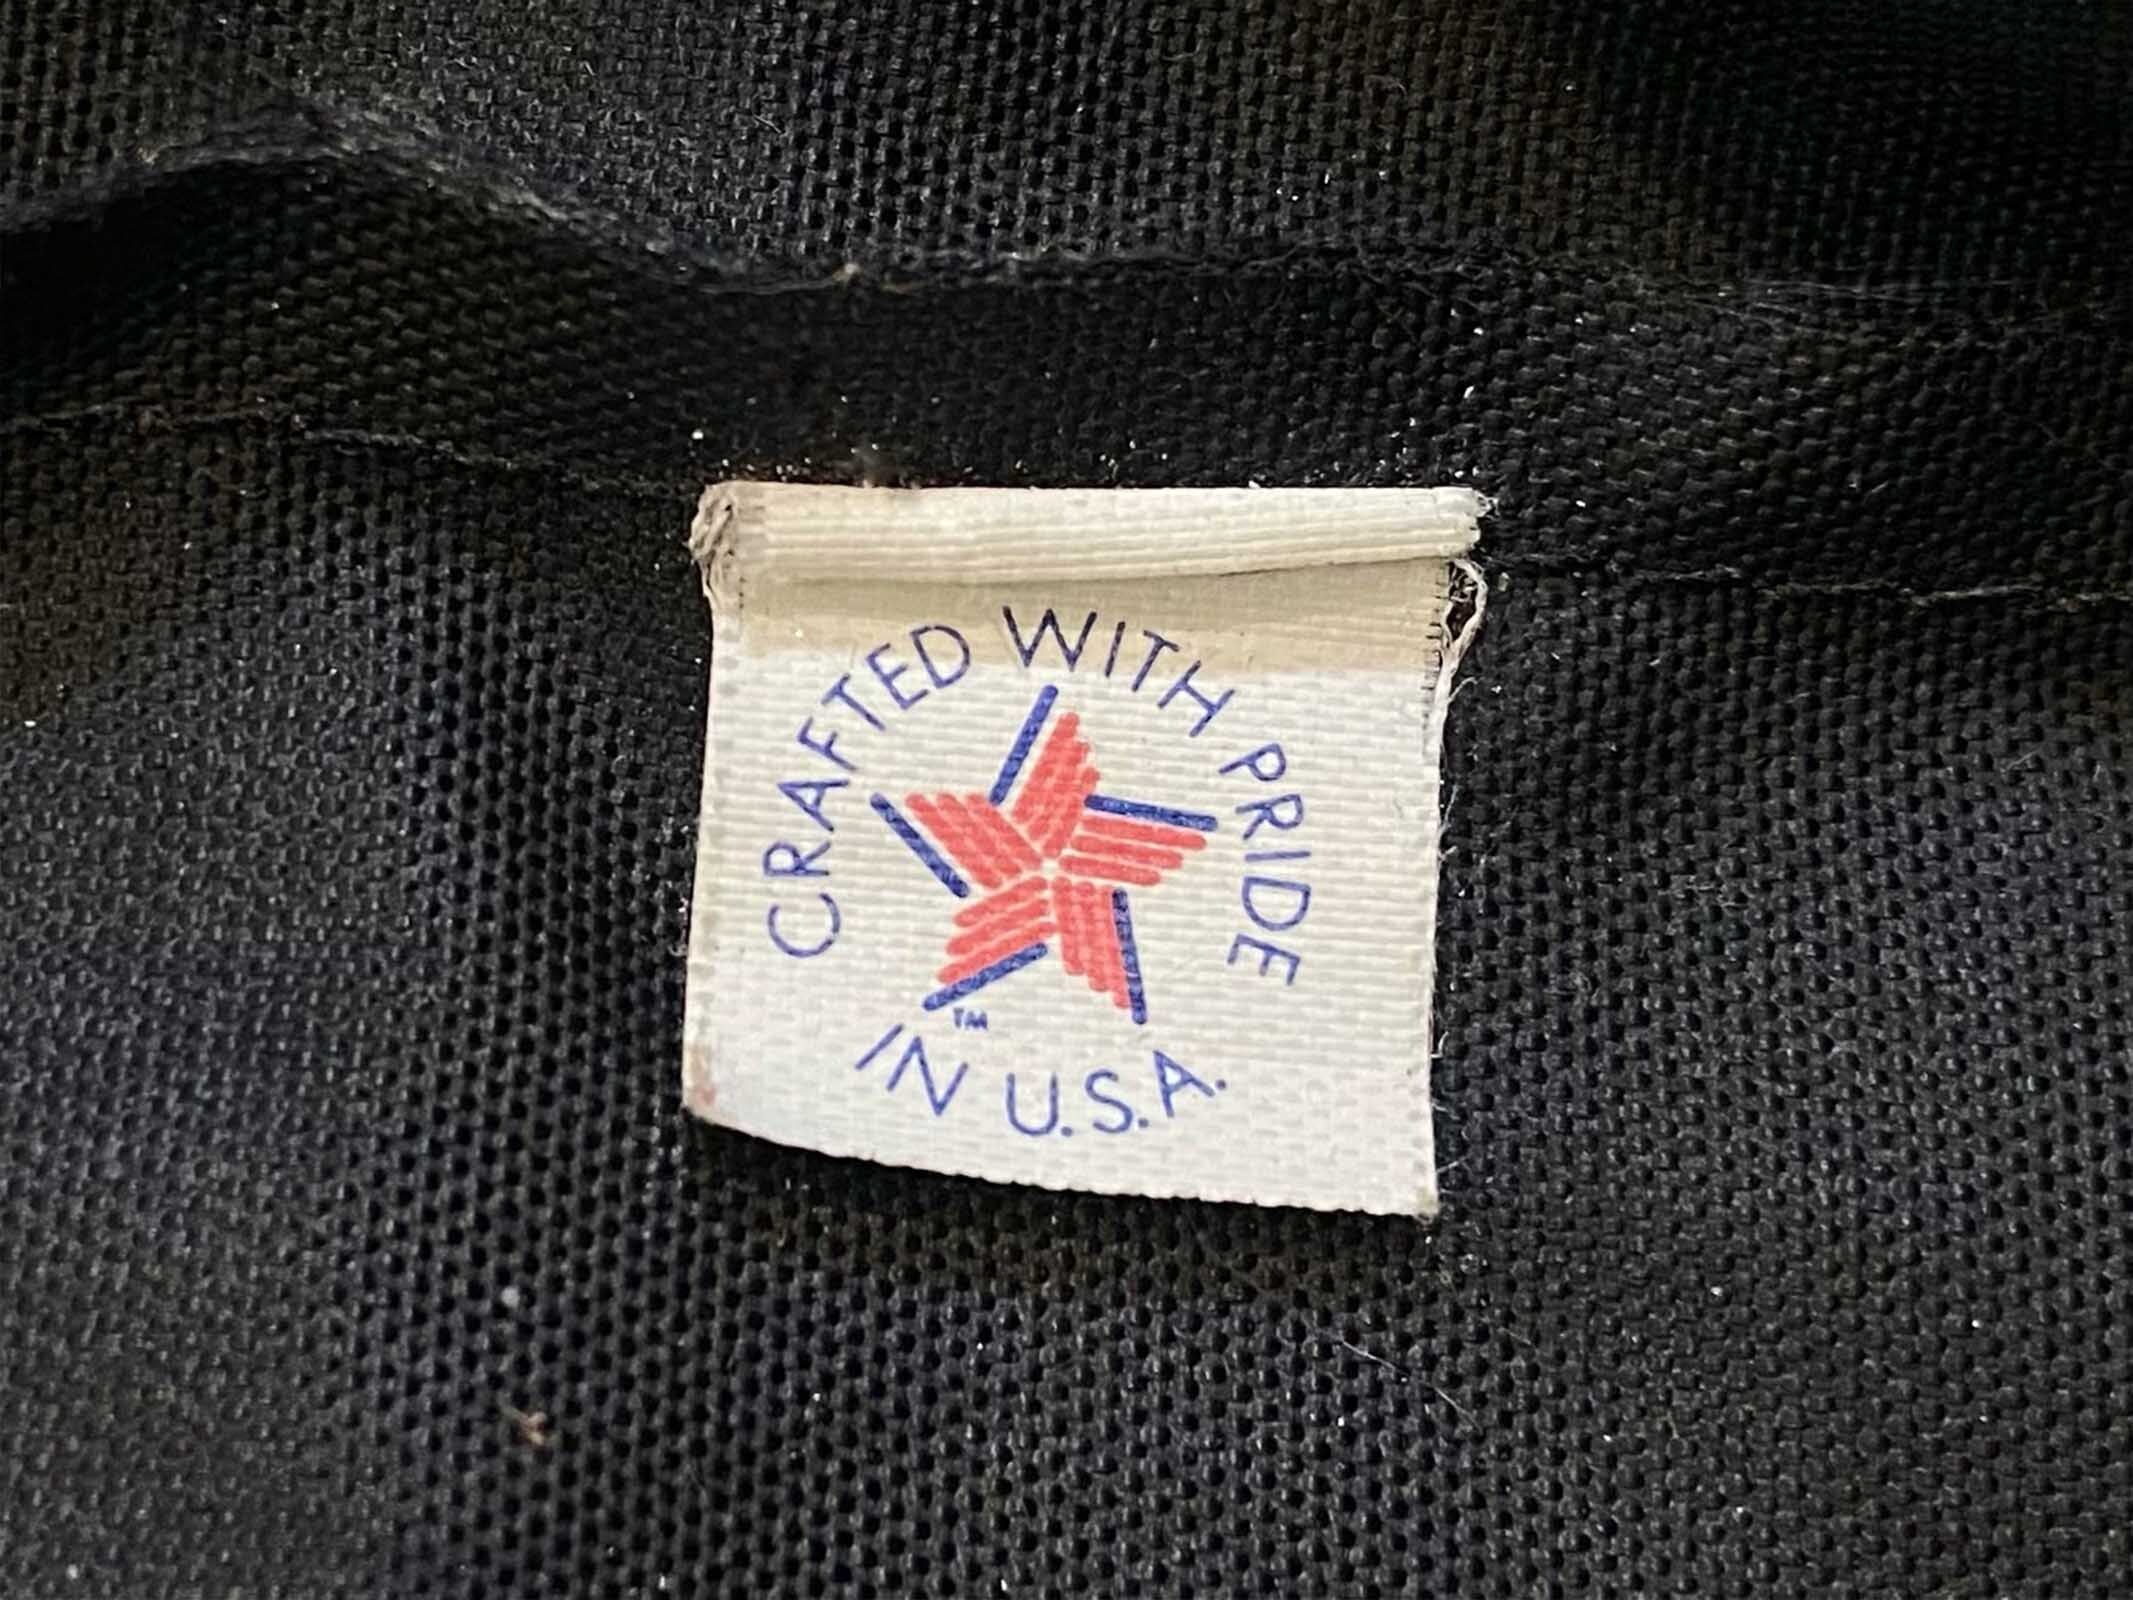 CRAFTED WITH PRIDE
TM
IN U.S.A.